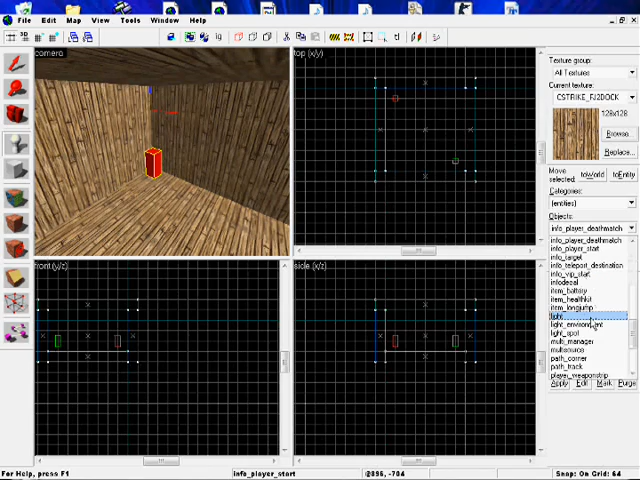 File Edit Map View Tools Window Help
camera
top (x/y)
front (y/z)
side (x/z)
Texture group:
All Textures
Current texture:
CSTRIKE_F/2DOCK
128x128
Browse...
Replace...
Move selected:
toWorld
toEntity
Categories:
(entities)
Objects:
info_player_deathmatch
info_player_deathmatch
info_player_start
info_target
info_teleport_destination
info_vip_start
infodecal
item_battery
item_healthkit
item_longjump
light
light_environment
light_spot
multi_manager
multisource
path_corner
path_track
player_weaponstrip
Apply Edit Mark Purge
For Help, press F1
info_player_start
@896, -704
Snap: On Grid: 64